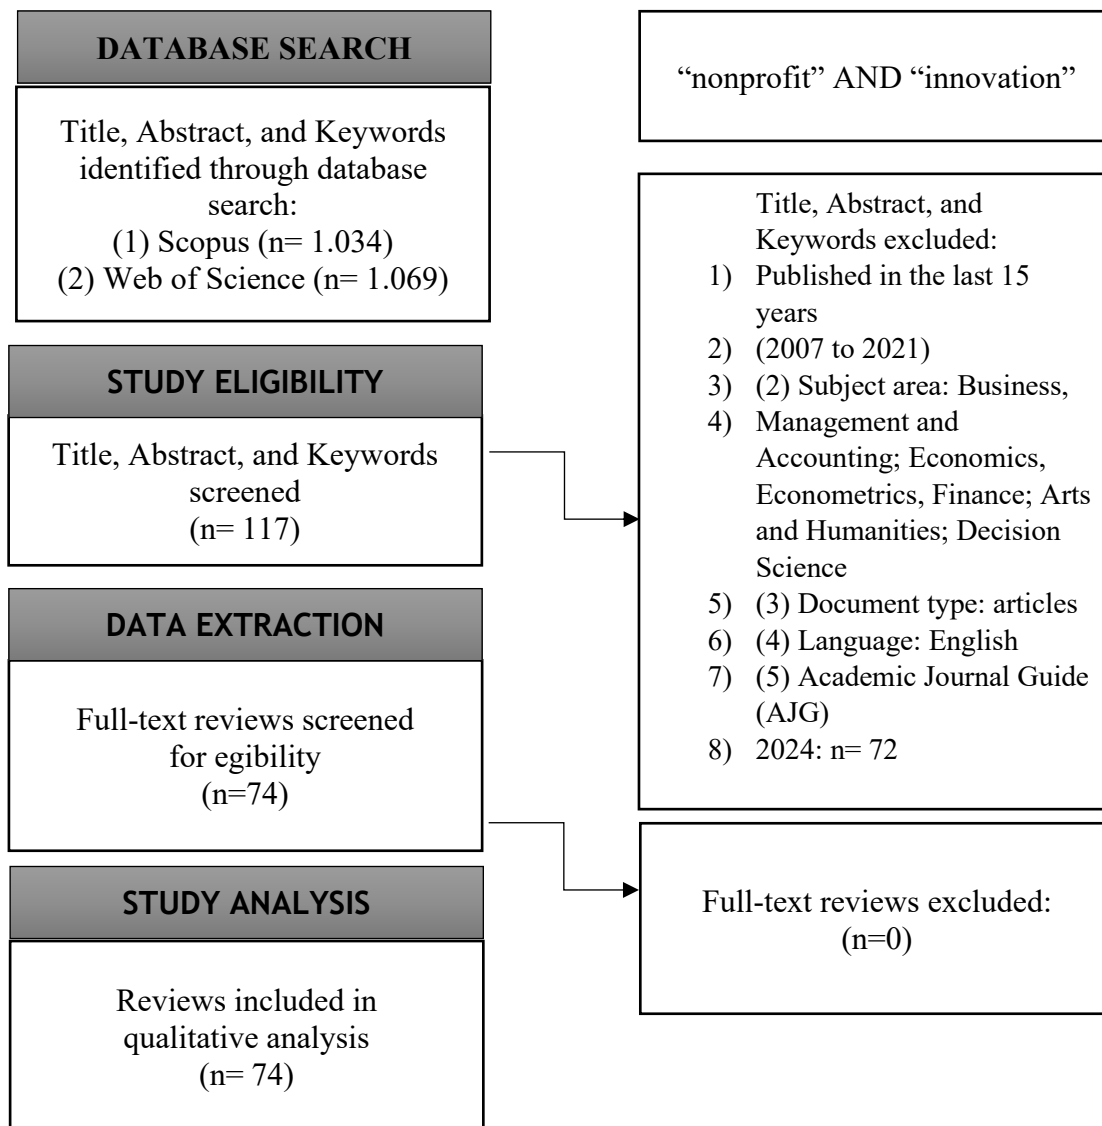 DATABASE SEARCH
Title, Abstract, and Keywords
identified through database
search:
(1) Scopus (n= 1.034)
(2) Web of Science (n= 1.069)
STUDY ELIGIBILITY
Title, Abstract, and Keywords
screened
(n= 117)
DATA EXTRACTION
Full-text reviews screened
for egibility
(n=74)
STUDY ANALYSIS
Reviews included in
qualitative analysis
(n= 74)
“nonprofit” AND “innovation”
Title, Abstract, and
Keywords excluded:
1) Published in the last 15
years
2) (2007 to 2021)
3) (2) Subject area: Business,
4) Management and
Accounting; Economics,
Econometrics, Finance; Arts
and Humanities; Decision
Science
5) (3) Document type: articles
6) (4) Language: English
7) (5) Academic Journal Guide
(AJG)
8) 2024: n= 72
Full-text reviews excluded:
(n=0)